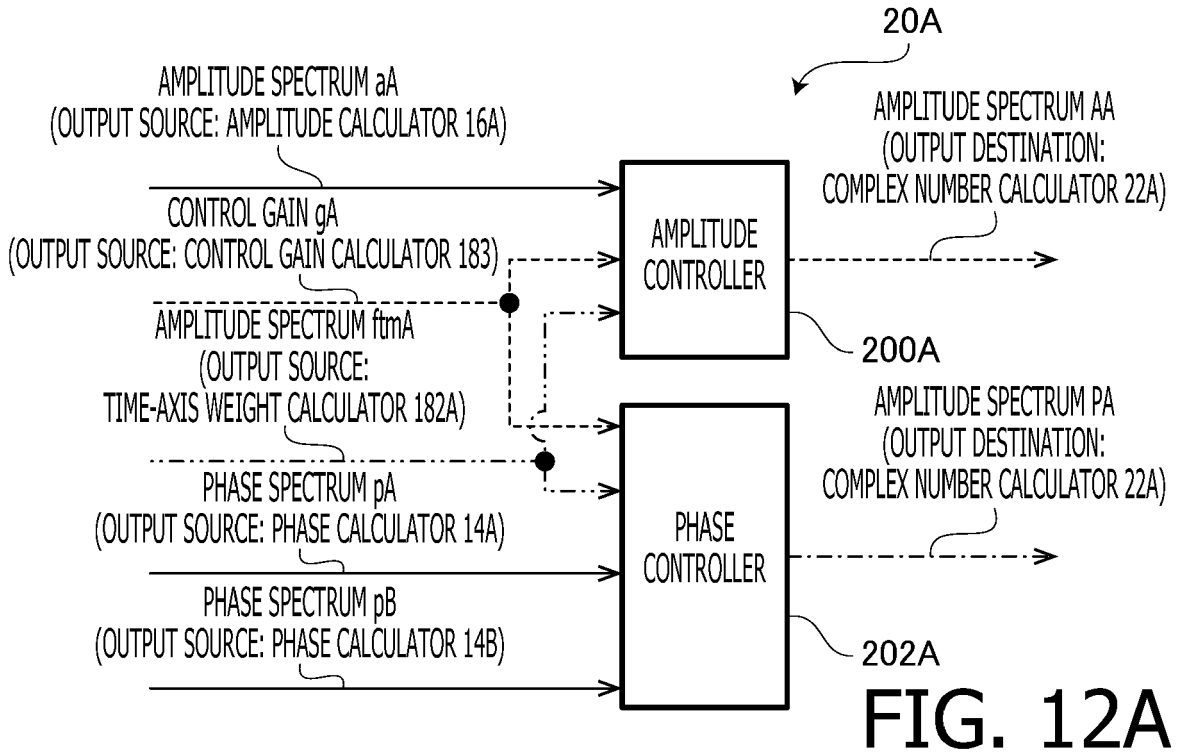 20A
AMPLITUDE SPECTRUM aA
(OUTPUT SOURCE: AMPLITUDE CALCULATOR 16A)
CONTROL GAIN gA
(OUTPUT SOURCE: CONTROL GAIN CALCULATOR 183)
AMPLITUDE SPECTRUM ftmA
(OUTPUT SOURCE:
TIME-AXIS WEIGHT CALCULATOR 182A)
PHASE SPECTRUM pA
(OUTPUT SOURCE: PHASE CALCULATOR 14A)
PHASE SPECTRUM pB
(OUTPUT SOURCE: PHASE CALCULATOR 14B)
AMPLITUDE
CONTROLLER
200A
PHASE
CONTROLLER
202A
AMPLITUDE SPECTRUM AA
(OUTPUT DESTINATION:
COMPLEX NUMBER CALCULATOR 22A)
AMPLITUDE SPECTRUM PA
(OUTPUT DESTINATION:
COMPLEX NUMBER CALCULATOR 22A)
FIG. 12A